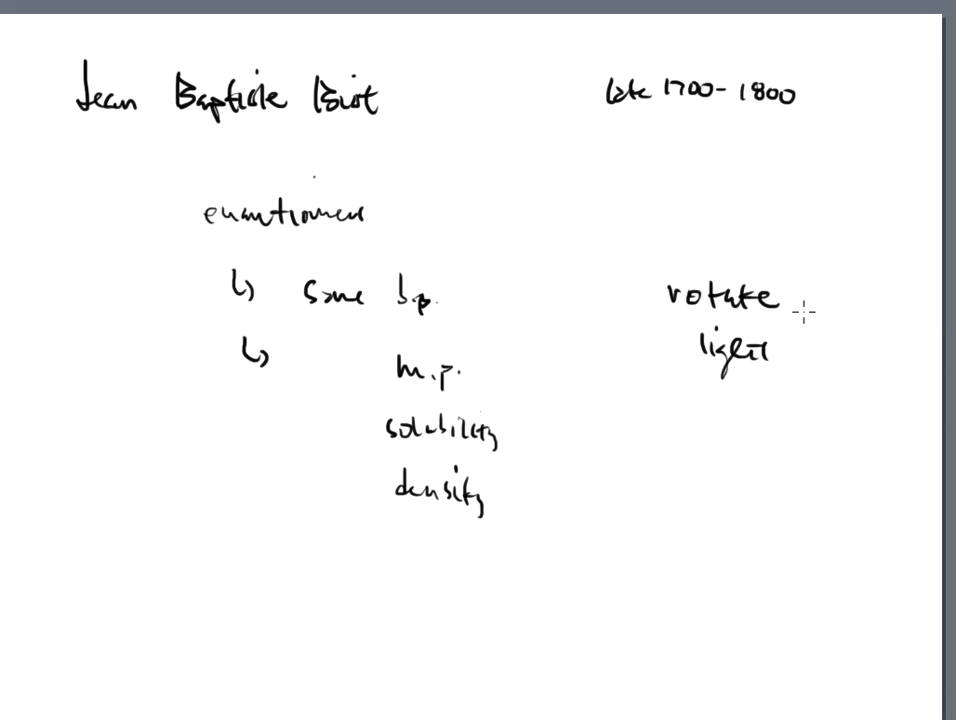 Jean Baptiste Biot
late 1700-1800
enantiomers
↳ same b.p.
↳ m.p.
solubility
density
rotate
light